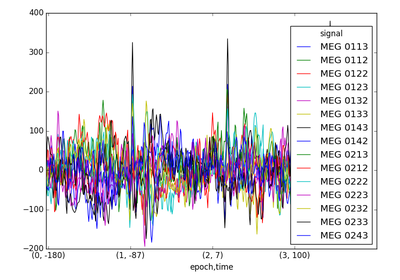 400
300
200
100
0
−100
−200
(0, -180)
(1, -87)
(2, 7)
(3, 100)
epoch,time
signal
MEG 0113
MEG 0112
MEG 0122
MEG 0123
MEG 0132
MEG 0133
MEG 0143
MEG 0142
MEG 0213
MEG 0212
MEG 0222
MEG 0223
MEG 0232
MEG 0233
MEG 0243